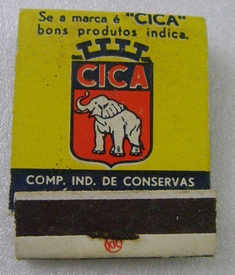 Se a marca é "CICA"
bons produtos indica.
CICA
COMP. IND. DE CONSERVAS